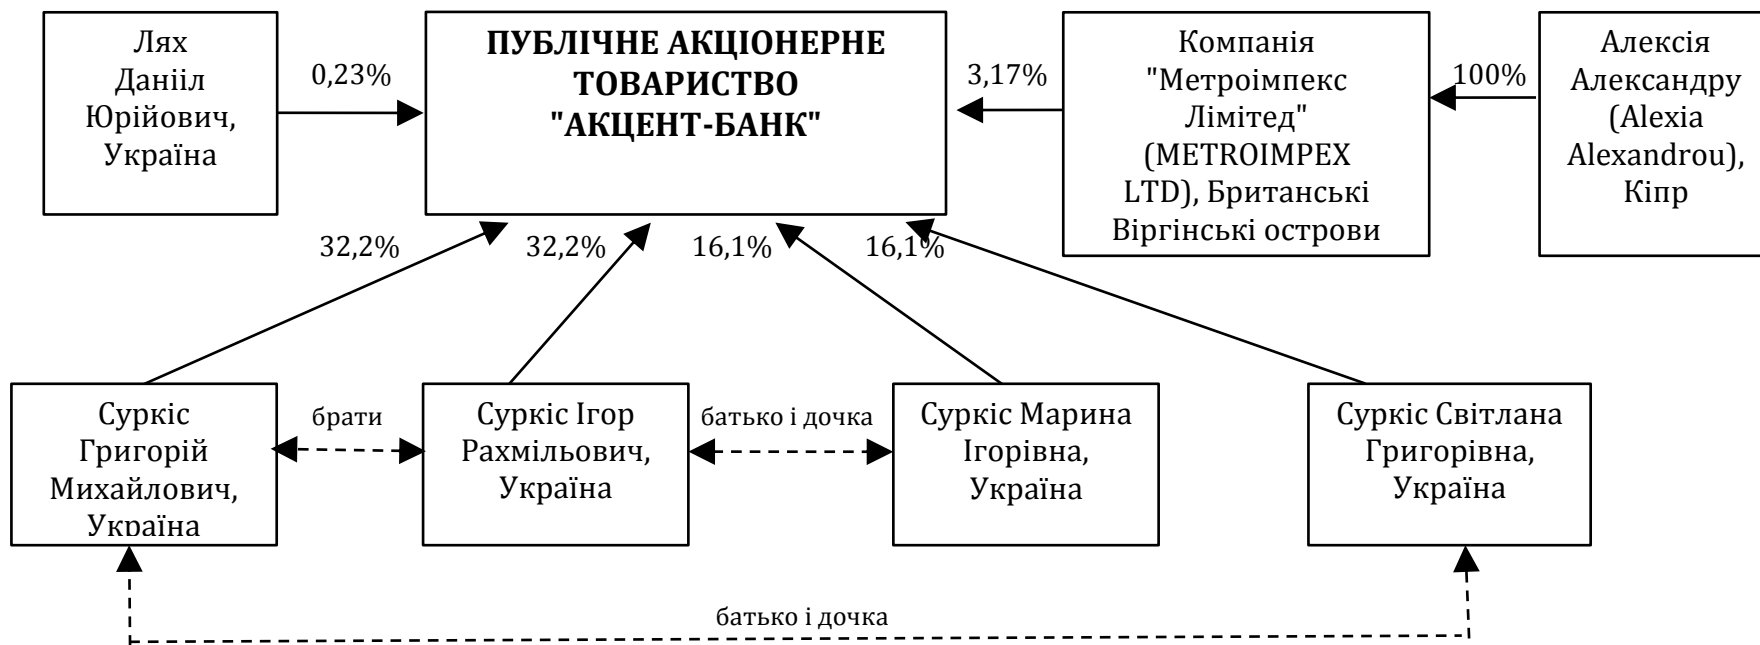 Лях
Данііл
Юрійович,
Україна
0,23%
ПУБЛІЧНЕ АКЦІОНЕРНЕ
ТОВАРИСТВО
"АКЦЕНТ-БАНК"
3,17%
Компанія
"Метроімпекс
Лімітед"
(METROIMPEX
LTD), Британські
Віргінські острови
100%
Алексія
Александру
(Alexia
Alexandrou),
Кіпр
32,2%
32,2%
16,1%
16,1%
Суркіс
Григорій
Михайлович,
Україна
брати
Суркіс Ігор
Рахмільович,
Україна
батько і дочка
Суркіс Марина
Ігорівна,
Україна
Суркіс Світлана
Григорівна,
Україна
батько і дочка